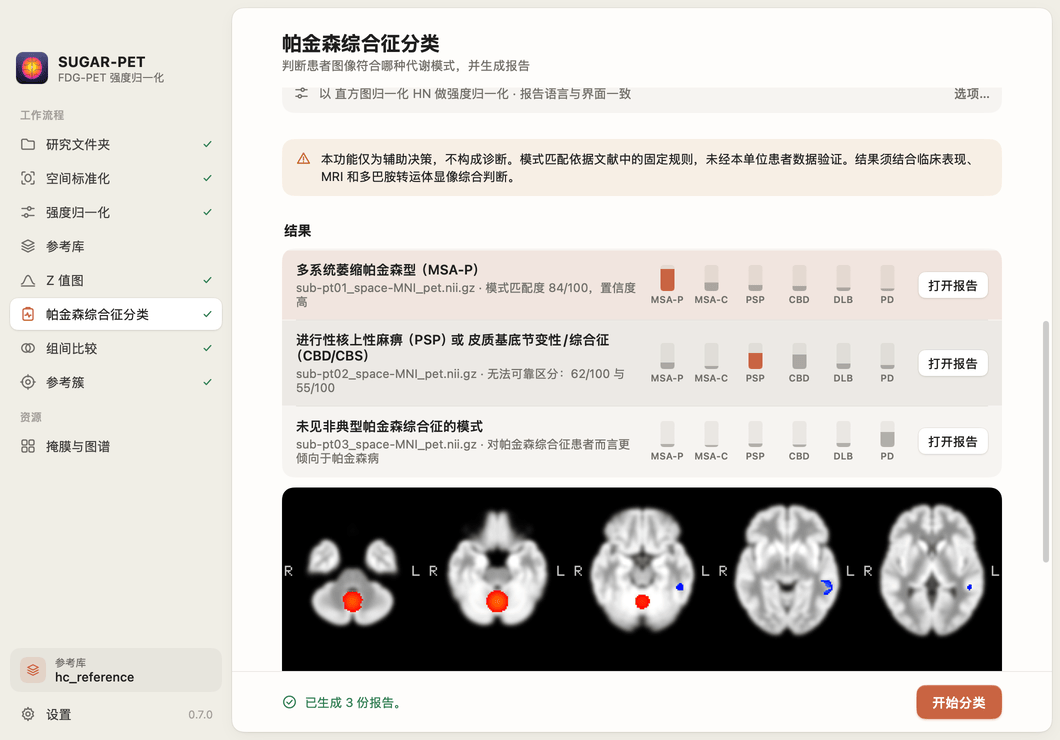 SUGAR-PET
FDG-PET 强度归一化
工作流程
研究文件夹
空间标准化
强度归一化
参考库
Z 值图
帕金森综合征分类
组间比较
参考簇
资源
掩膜与图谱
参考库
hc_reference
设置
0.7.0
帕金森综合征分类
判断患者图像符合哪种代谢模式，并生成报告
以 直方图归一化 HN 做强度归一化 · 报告语言与界面一致
选项...
本功能仅为辅助决策，不构成诊断。模式匹配依据文献中的固定规则，未经本单位患者数据验证。结果须结合临床表现、
MRI 和多巴胺转运体显像综合判断。
结果
多系统萎缩帕金森型（MSA-P）
sub-pt01_space-MNI_pet.nii.gz · 模式匹配度 84/100，置信度
高
MSA-P MSA-C PSP CBD DLB PD
打开报告
进行性核上性麻痹（PSP）或 皮质基底节变性/综合征
（CBD/CBS）
sub-pt02_space-MNI_pet.nii.gz · 无法可靠区分：62/100 与
55/100
MSA-P MSA-C PSP CBD DLB PD
打开报告
未见非典型帕金森综合征的模式
sub-pt03_space-MNI_pet.nii.gz · 对帕金森综合征患者而言更
倾向于帕金森病
MSA-P MSA-C PSP CBD DLB PD
打开报告
R L R L R L R L R L
已生成 3 份报告。
开始分类